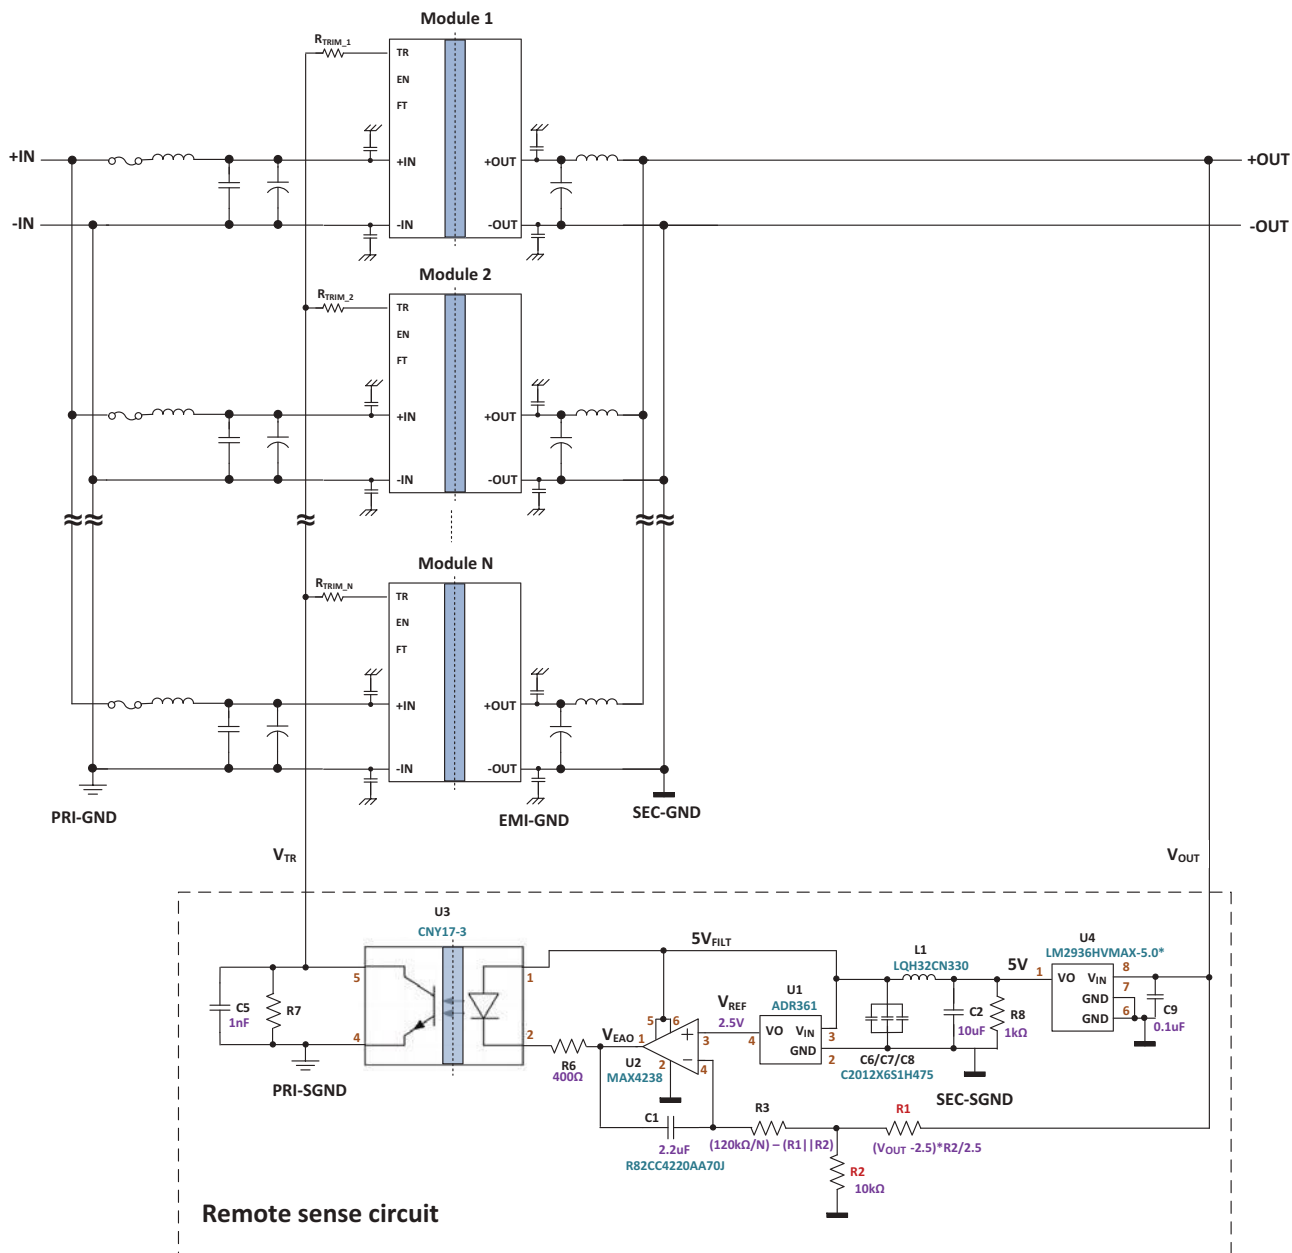 Module 1
RTRIM_1
TR
EN
FT
+IN
+IN
+OUT
+OUT
-IN
-IN
-OUT
-OUT
Module 2
RTRIM_2
TR
EN
FT
+IN
+OUT
-IN
-OUT
Module N
RTRIM_N
TR
EN
FT
+IN
+OUT
-IN
-OUT
PRI-GND
EMI-GND
SEC-GND
VTR
VOUT
U3
CNY17-3
5VFILT
L1
LQH32CN330
5V
U4
LM2936HVMAX-5.0*
5
1
1
VO
VIN
8
GND
7
GND
6
C9
0.1uF
C5
1nF
R7
4
2
PRI-SGND
VEAO
R6
400Ω
1
5
6
+
3
−
4
2
U2
MAX4238
VREF
2.5V
U1
ADR361
4
VO
VIN
3
GND
2
C6/C7/C8
C2012X6S1H475
C2
10uF
R8
1kΩ
SEC-SGND
C1
2.2uF
R82CC4220AA70J
R3
(120kΩ/N) – (R1||R2)
R1
(VOUT -2.5)*R2/2.5
R2
10kΩ
Remote sense circuit